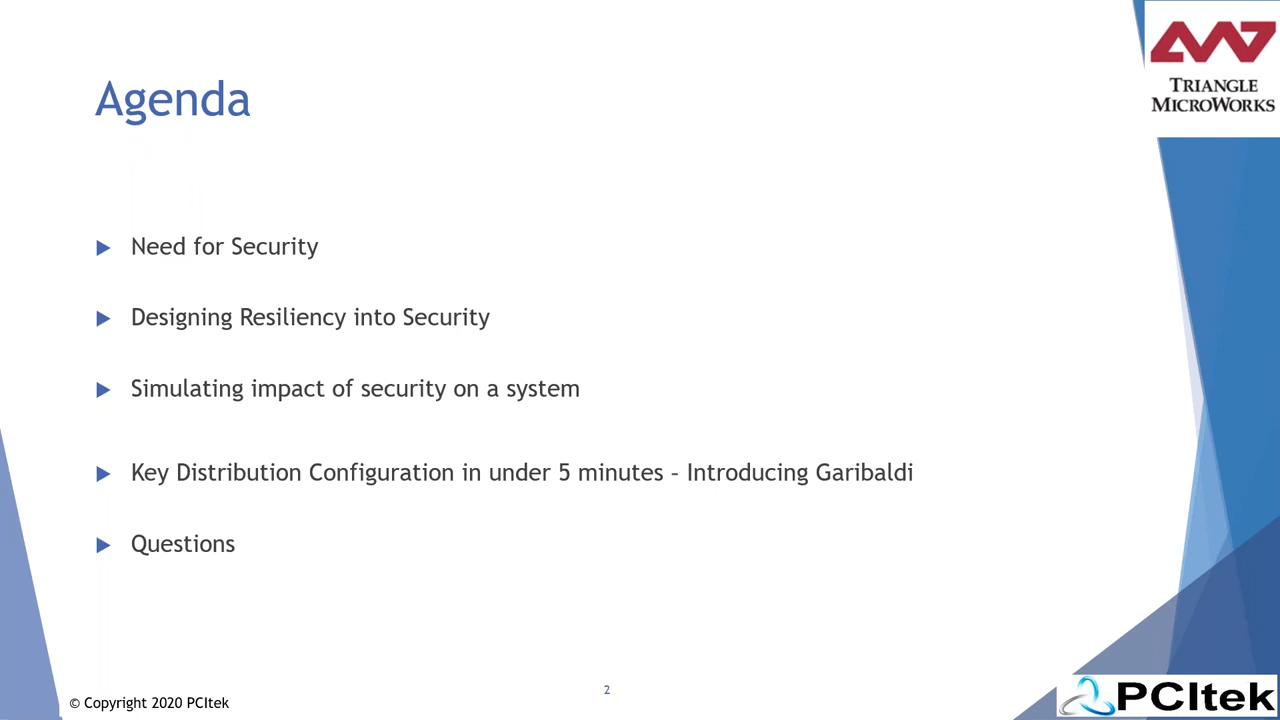 Agenda
TRIANGLE
MICROWORKS
Need for Security
Designing Resiliency into Security
Simulating impact of security on a system
Key Distribution Configuration in under 5 minutes – Introducing Garibaldi
Questions
2
© Copyright 2020 PCItek
PCItek